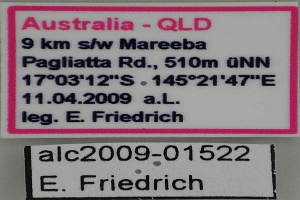 Australia - QLD
9 km s/w Mareeba
Pagliatta Rd., 510m üNN
17°03'12"S 145°21'47"E
11.04.2009 a.L.
leg. E. Friedrich
alc2009-01522
E. Friedrich